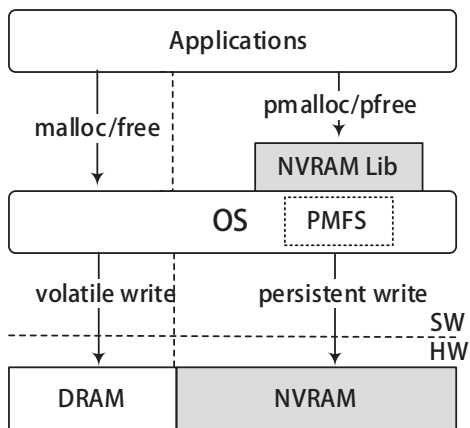 Applications
pmalloc/pfree
malloc/free
NVRAM Lib
OS
PMFS
volatile write
persistent write
SW
HW
DRAM
NVRAM